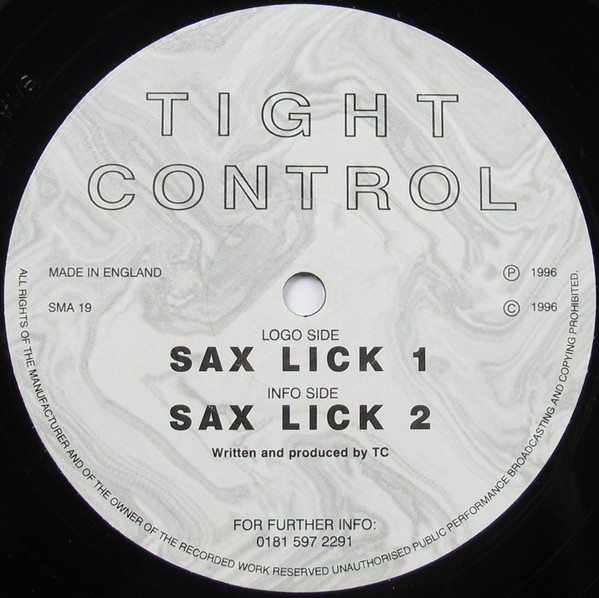 TIGHT
CONTROL
MADE IN ENGLAND
SMA 19
Ⓟ 1996
© 1996
LOGO SIDE
SAX LICK 1
INFO SIDE
SAX LICK 2
Written and produced by TC
FOR FURTHER INFO:
0181 597 2291
ALL RIGHTS OF THE MANUFACTURER AND OF THE OWNER OF THE RECORDED WORK RESERVED UNAUTHORISED PUBLIC PERFORMANCE BROADCASTING AND COPYING PROHIBITED.